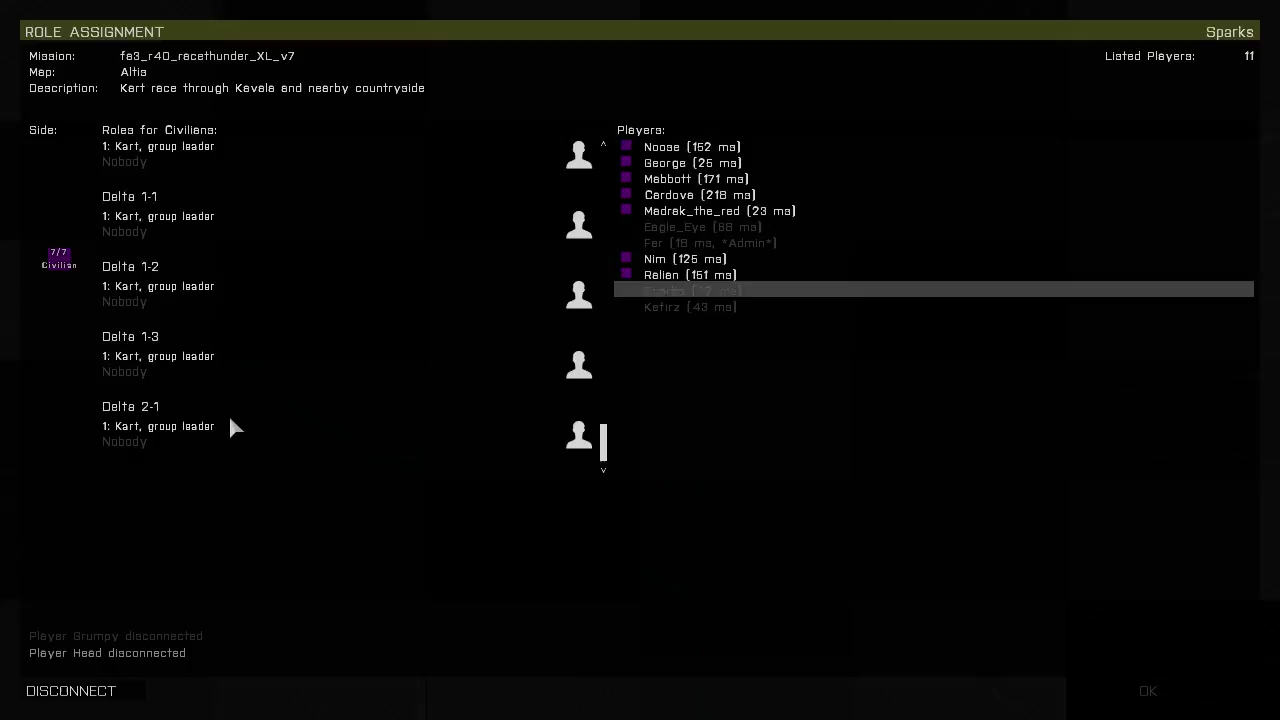 ROLE ASSIGNMENT
Sparks
Mission: fa3_r40_racethunder_XL_v7
Listed Players: 11
Map: Altis
Description: Kart race through Kavala and nearby countryside
Side:
Roles for Civilians:
1: Kart, group leader
Nobody
Delta 1-1
1: Kart, group leader
Nobody
7/7
Civilian
Delta 1-2
1: Kart, group leader
Nobody
Delta 1-3
1: Kart, group leader
Nobody
Delta 2-1
1: Kart, group leader
Nobody
Players:
Noose (152 ms)
George (25 ms)
Mabbott (171 ms)
Cardova (218 ms)
Madrak_the_red (23 ms)
Eagle_Eye (68 ms)
Fer (18 ms, *Admin*)
Nim (125 ms)
Relian (151 ms)
Kefirz (43 ms)
Player Grumpy disconnected
Player Head disconnected
DISCONNECT
OK